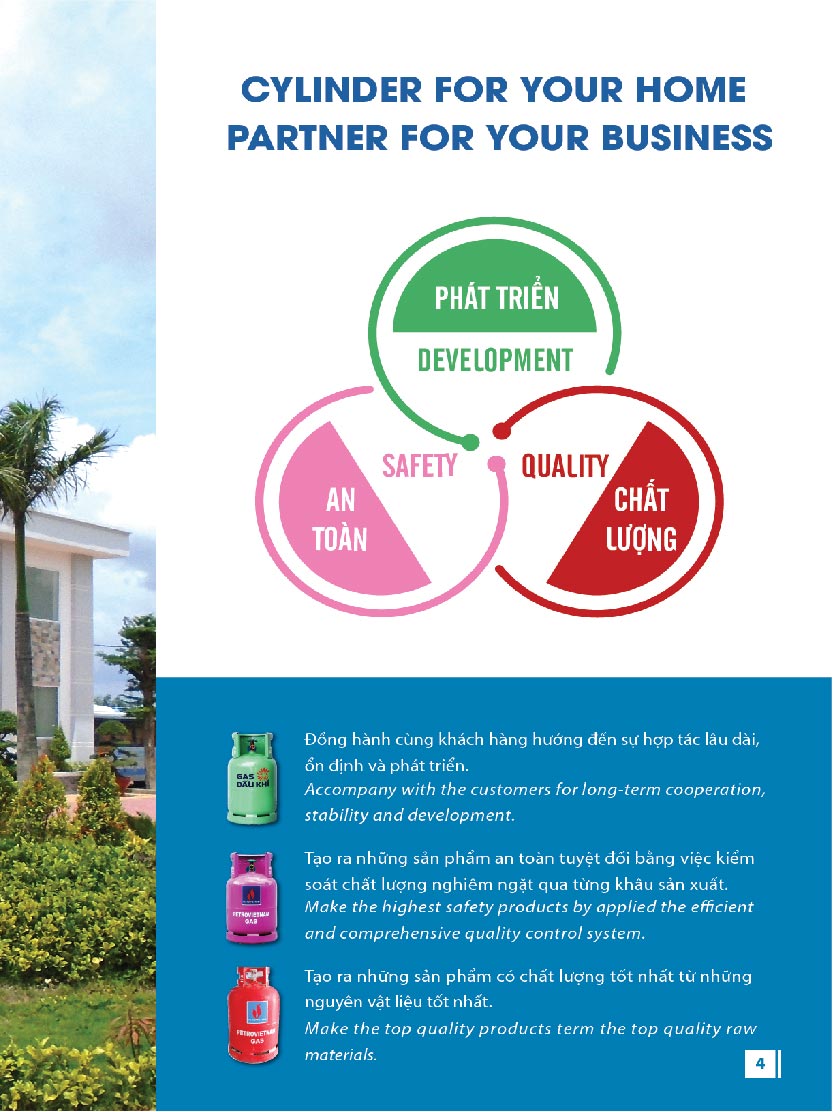 CYLINDER FOR YOUR HOME
PARTNER FOR YOUR BUSINESS
PHÁT TRIỂN
DEVELOPMENT
SAFETY
AN
TOÀN
QUALITY
CHẤT
LƯỢNG
GAS
DẦU KHÍ
Đồng hành cùng khách hàng hướng đến sự hợp tác lâu dài,
ổn định và phát triển.
Accompany with the customers for long-term cooperation,
stability and development.
PETROVIETNAM
GAS
Tạo ra những sản phẩm an toàn tuyệt đối bằng việc kiểm
soát chất lượng nghiêm ngặt qua từng khâu sản xuất.
Make the highest safety products by applied the efficient
and comprehensive quality control system.
PETROVIETNAM
GAS
Tạo ra những sản phẩm có chất lượng tốt nhất từ những
nguyên vật liệu tốt nhất.
Make the top quality products term the top quality raw
materials.
4